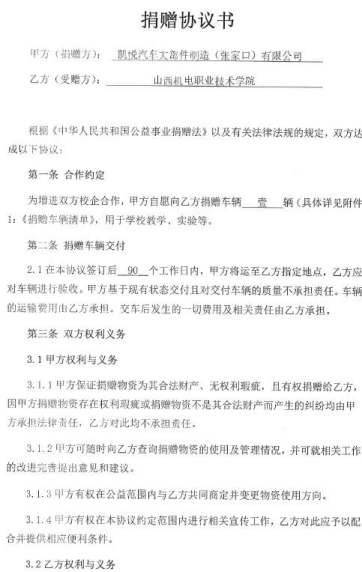 捐赠协议书
甲方（捐赠方）： 凯悦汽车大部件制造（张家口）有限公司
乙方（受赠方）： 山西机电职业技术学院
根据《中华人民共和国公益事业捐赠法》以及有关法律法规的规定，双方达
成以下协议：
第一条 合作约定
为增进双方校企合作，甲方自愿向乙方捐赠车辆 壹 辆（具体详见附件
1：《捐赠车辆清单》，用于学校教学、实验等。
第二条 捐赠车辆交付
2.1 在本协议签订后 90 个工作日内，甲方将运至乙方指定地点，乙方应
对车辆进行验收。甲方基于现有状态交付且对交付车辆的质量不承担责任。车辆
的运输费用由乙方承担。交车后发生的一切费用及相关责任由乙方承担。
第三条 双方权利义务
3.1 甲方权利与义务
3.1.1 甲方保证捐赠物资为其合法财产、无权利瑕疵，且有权捐赠给乙方，
因甲方捐赠物资存在权利瑕疵或捐赠物资不是其合法财产而产生的纠纷均由甲
方承担法律责任，乙方对此均不承担责任。
3.1.2 甲方可随时向乙方查询捐赠物资的使用及管理情况，并可就相关工作
的改进完善提出意见和建议。
3.1.3 甲方有权在公益范围内与乙方共同商定并变更物资使用方向。
3.1.4 甲方有权在本协议约定范围内进行相关宣传工作，乙方对此应予以配
合并提供相应便利条件。
3.2 乙方权利与义务